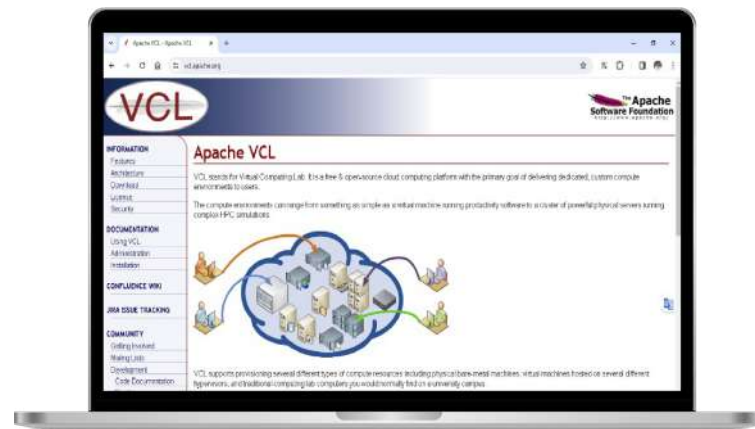 Apache VCL - Apache VCL
vcl.apache.org
VCL
The Apache
Software Foundation
http://www.apache.org/
INFORMATION
Features
Architecture
Download
License
Security
DOCUMENTATION
Using VCL
Administration
Installation
CONFLUENCE WIKI
JIRA ISSUE TRACKING
COMMUNITY
Getting Involved
Mailing Lists
Development
Code Documentation
Apache VCL
VCL stands for Virtual Computing Lab. It is a free & open-source cloud computing platform with the primary goal of delivering dedicated, custom compute
environments to users.
The compute environments can range from something as simple as a virtual machine running productivity software to a cluster of powerful physical servers running
complex HPC simulations.
VCL supports provisioning several different types of compute resources including physical bare-metal machines, virtual machines hosted on several different
hypervisors, and traditional computing lab computers you would normally find on a university campus.